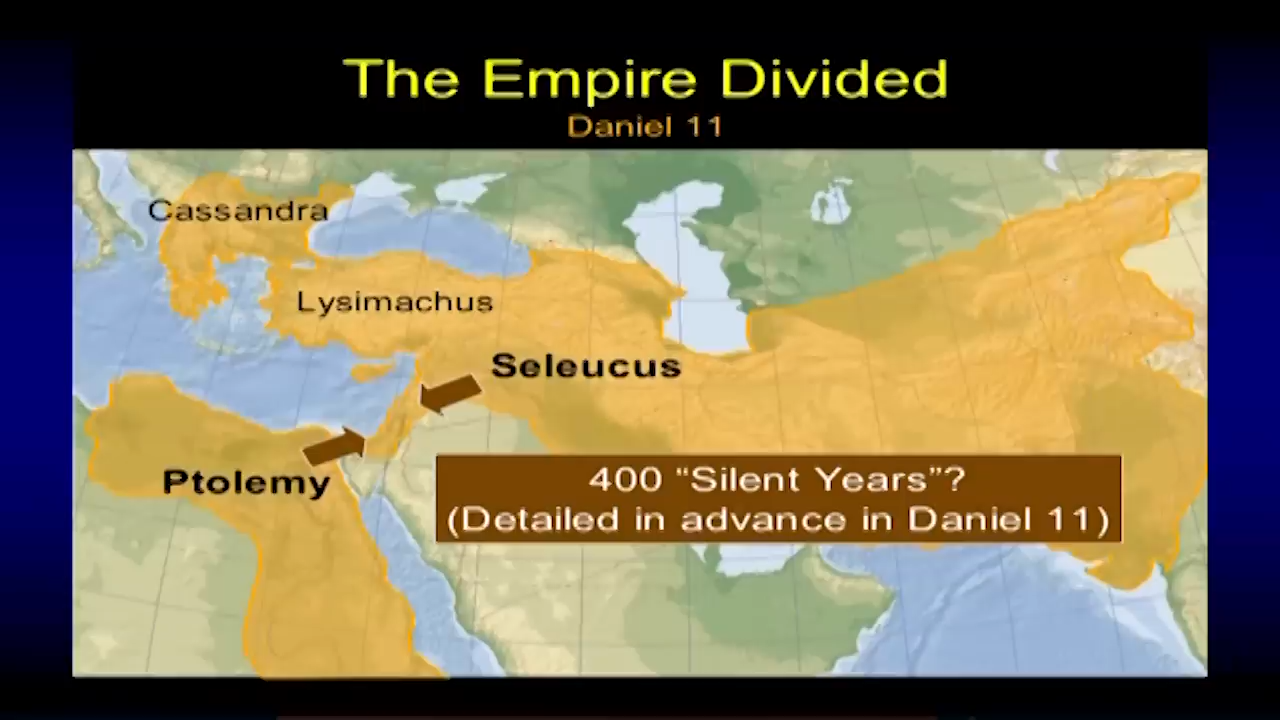 The Empire Divided
Daniel 11
Cassandra
Lysimachus
Seleucus
Ptolemy
400 “Silent Years”?
(Detailed in advance in Daniel 11)